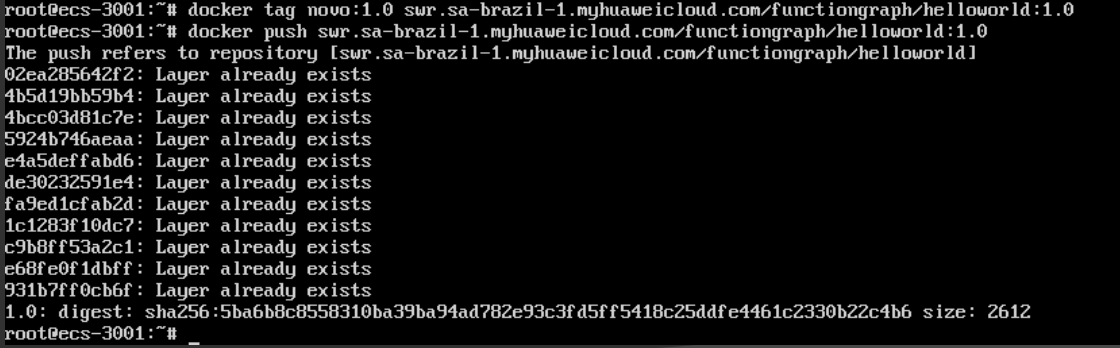 root@ecs-3001:~# docker tag novo:1.0 swr.sa-brazil-1.myhuaweicloud.com/functiongraph/helloworld:1.0
root@ecs-3001:~# docker push swr.sa-brazil-1.myhuaweicloud.com/functiongraph/helloworld:1.0
The push refers to repository [swr.sa-brazil-1.myhuaweicloud.com/functiongraph/helloworld]
02ea285642f2: Layer already exists
4b5d19bb59b4: Layer already exists
4bcc03d81c7e: Layer already exists
5924b746aeaa: Layer already exists
e4a5deffabd6: Layer already exists
de30232591e4: Layer already exists
fa9ed1cfab2d: Layer already exists
1c1283f10dc7: Layer already exists
c9b8ff53a2c1: Layer already exists
e68fe0f1dbff: Layer already exists
931b7ff0cb6f: Layer already exists
1.0: digest: sha256:5ba6b8c8558310ba39ba94ad782e93c3fd5ff5418c25ddfe4461c2330b22c4b6 size: 2612
root@ecs-3001:~# _